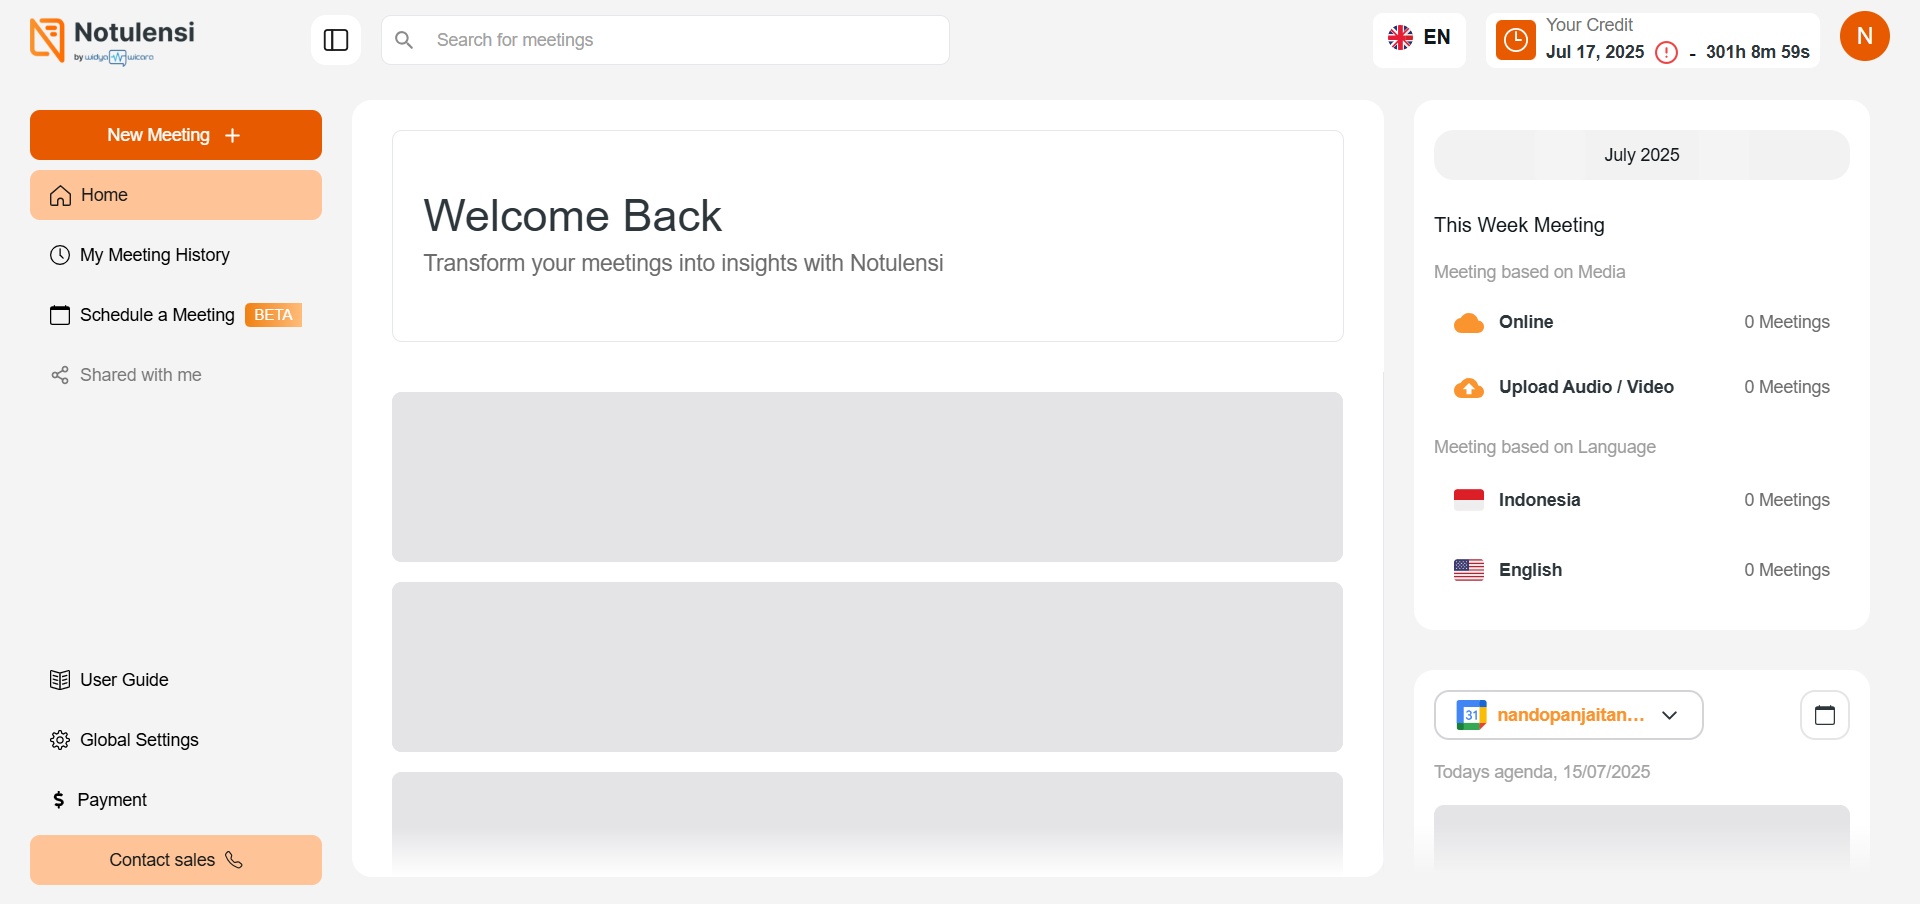 Notulensi
by widya wicara
Search for meetings
EN
Your Credit
Jul 17, 2025 - 301h 8m 59s
N
New Meeting
Home
My Meeting History
Schedule a Meeting BETA
Shared with me
User Guide
Global Settings
Payment
Contact sales
Welcome Back
Transform your meetings into insights with Notulensi
July 2025
This Week Meeting
Meeting based on Media
Online 0 Meetings
Upload Audio / Video 0 Meetings
Meeting based on Language
Indonesia 0 Meetings
English 0 Meetings
31 nandopanjaitan...
Todays agenda, 15/07/2025